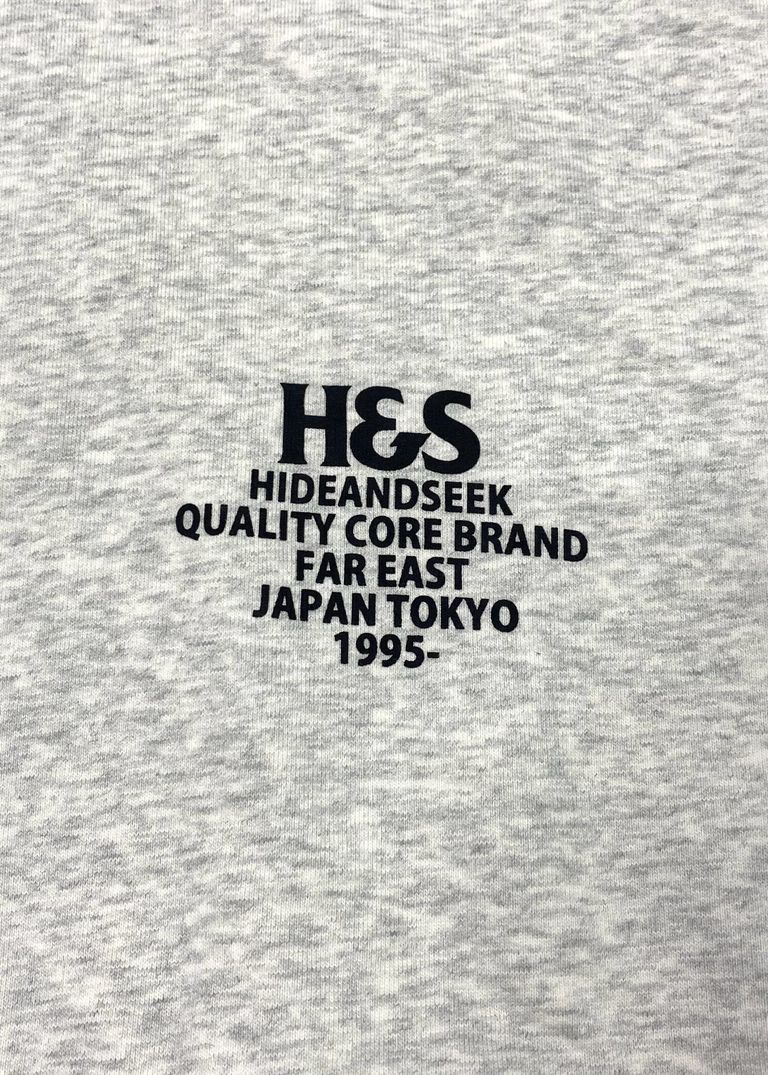 H&S
HIDEANDSEEK
QUALITY CORE BRAND
FAR EAST
JAPAN TOKYO
1995-